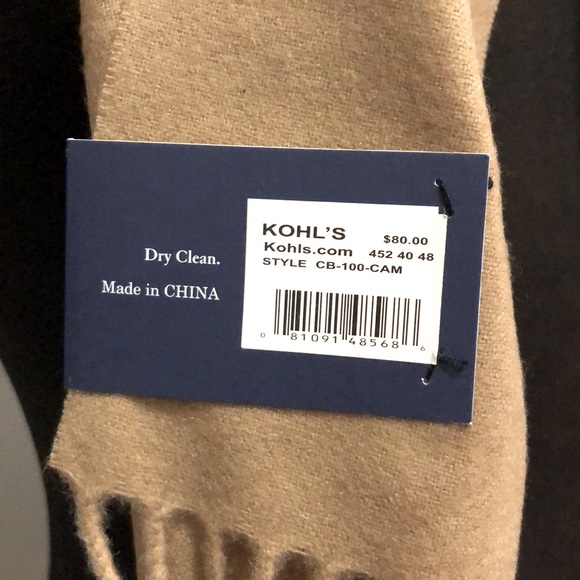 Dry Clean.
Made in CHINA
KOHL'S $80.00
Kohls.com 452 40 48
STYLE CB-100-CAM
0 81091 48568 6